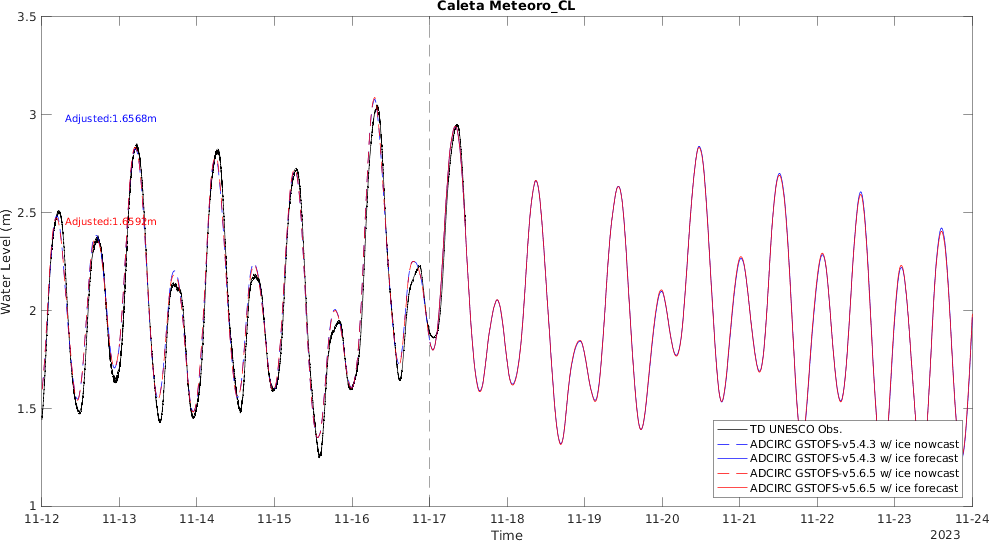 Caleta Meteoro_CL
3.5
3
2.5
2
1.5
1
Water Level (m)
Adjusted:1.6568m
Adjusted:1.6592m
TD UNESCO Obs.
ADCIRC GSTOFS-v5.4.3 w/ ice nowcast
ADCIRC GSTOFS-v5.4.3 w/ ice forecast
ADCIRC GSTOFS-v5.6.5 w/ ice nowcast
ADCIRC GSTOFS-v5.6.5 w/ ice forecast
11-12 11-13 11-14 11-15 11-16 11-17 11-18 11-19 11-20 11-21 11-22 11-23 11-24
Time
2023